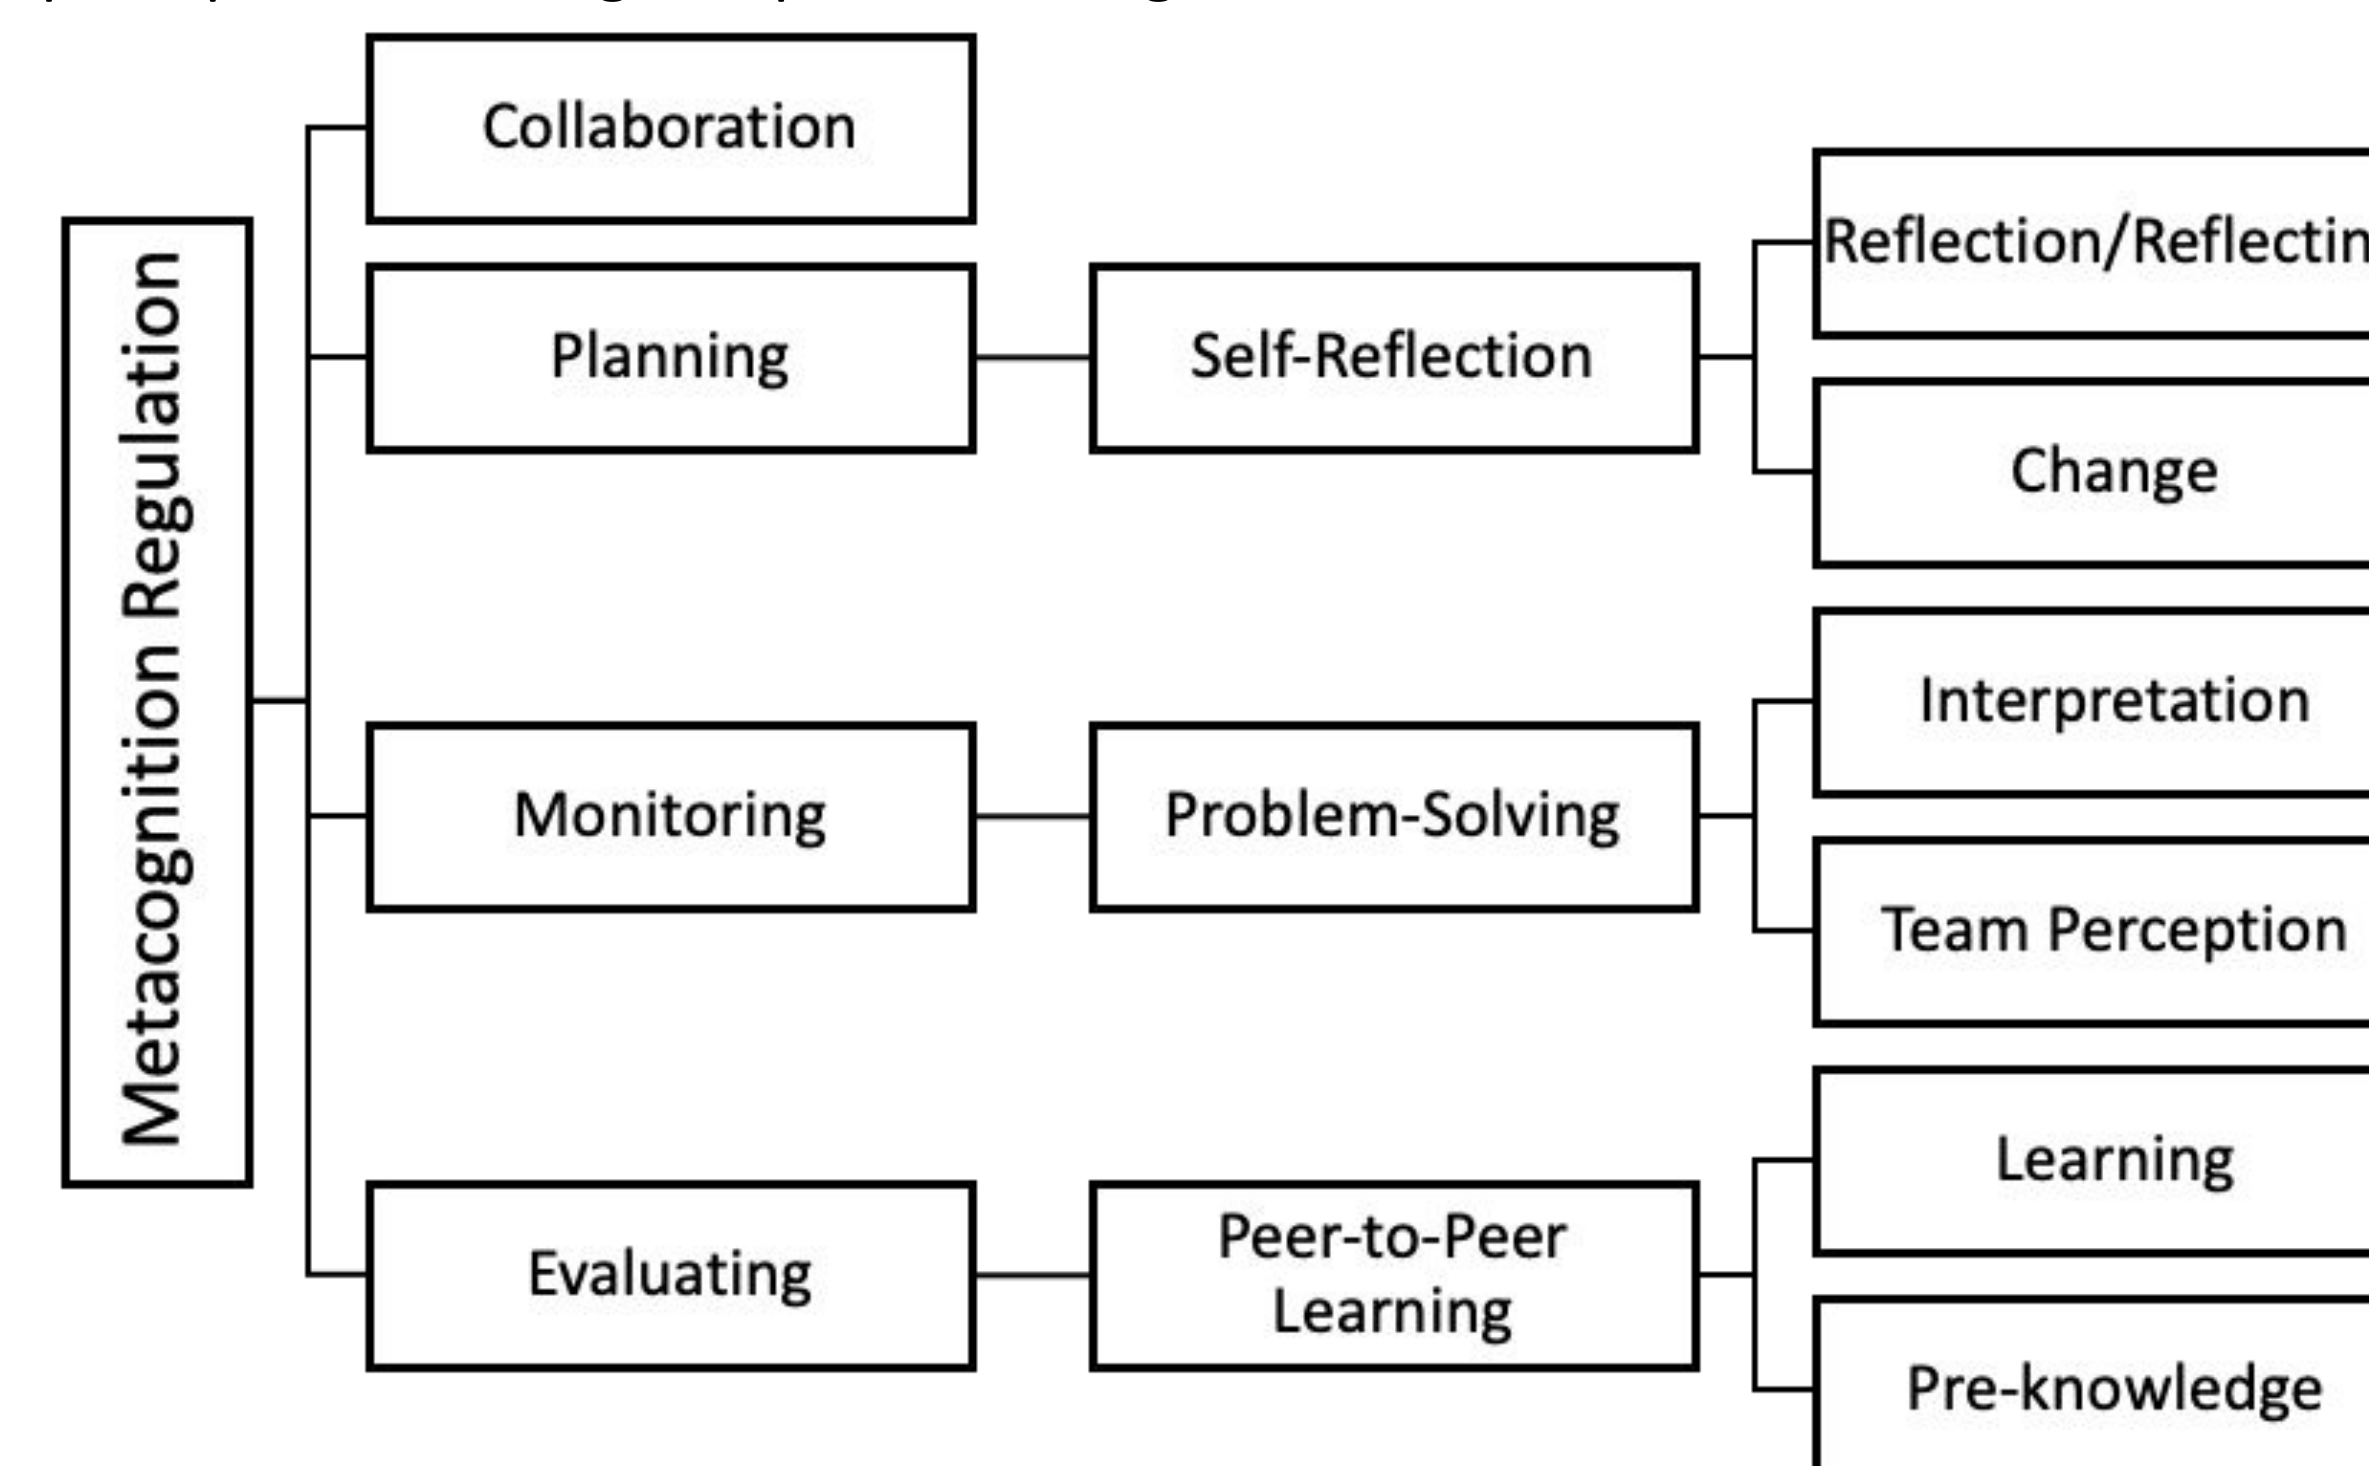 Metacognition Regulation
Collaboration
Planning
Self-Reflection
Reflection/Reflectin
Change
Monitoring
Problem-Solving
Interpretation
Team Perception
Evaluating
Peer-to-Peer
Learning
Learning
Pre-knowledge